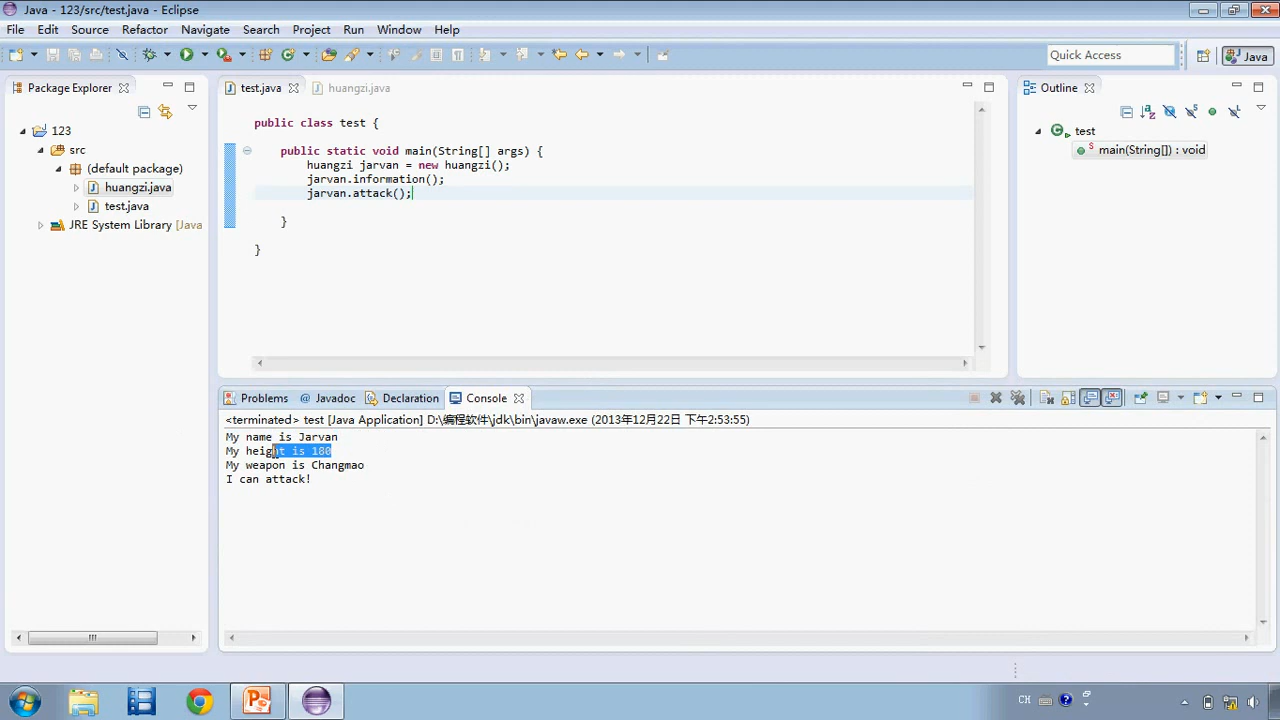 Java - 123/src/test.java - Eclipse
File Edit Source Refactor Navigate Search Project Run Window Help
Quick Access
Java
Package Explorer
123
src
(default package)
huangzi.java
test.java
JRE System Library [Java
test.java huangzi.java
public class test {
public static void main(String[] args) {
huangzi jarvan = new huangzi();
jarvan.information();
jarvan.attack();
}
}
Outline
test
main(String[]) : void
Problems Javadoc Declaration Console
<terminated> test [Java Application] D:\编程软件\jdk\bin\javaw.exe (2013年12月22日 下午2:53:55)
My name is Jarvan
My height is 180
My weapon is Changmao
I can attack!
CH